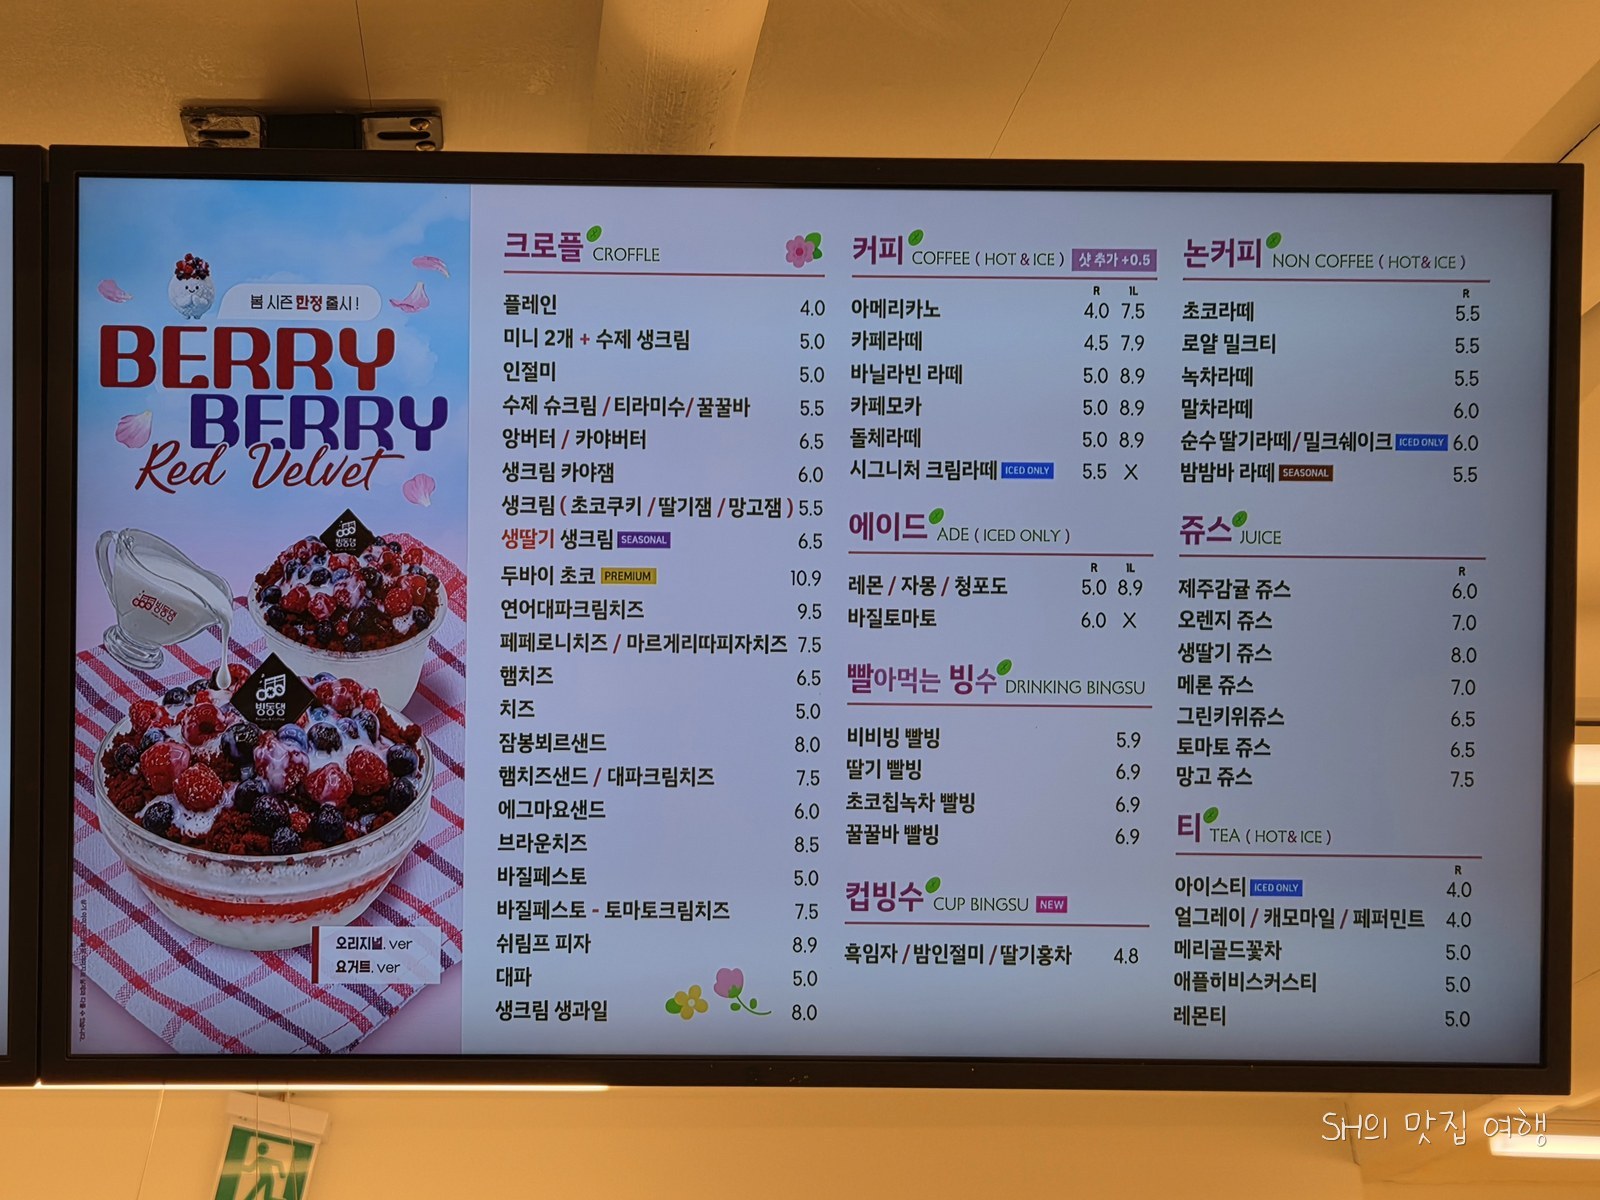 봄 시즌 한정 출시!
BERRY
BERRY
Red Velvet
빙동댕
빙동댕
빙동댕
오리지널. ver
요거트. ver
크로플 CROFFLE
플레인 4.0
미니 2개 + 수제 생크림 5.0
인절미 5.0
수제 슈크림 / 티라미수 / 꿀꿀바 5.5
앙버터 / 카야버터 6.5
생크림 카야잼 6.0
생크림 ( 초코쿠키 / 딸기잼 / 망고잼 ) 5.5
생딸기 생크림 SEASONAL 6.5
두바이 초코 PREMIUM 10.9
연어대파크림치즈 9.5
페페로니치즈 / 마르게리따피자치즈 7.5
햄치즈 6.5
치즈 5.0
잠봉뵈르샌드 8.0
햄치즈샌드 / 대파크림치즈 7.5
에그마요샌드 6.0
브라운치즈 8.5
바질페스토 5.0
바질페스토 - 토마토크림치즈 7.5
쉬림프 피자 8.9
대파 5.0
생크림 생과일 8.0
커피 COFFEE ( HOT & ICE ) 샷 추가 +0.5
R 1L
아메리카노 4.0 7.5
카페라떼 4.5 7.9
바닐라빈 라떼 5.0 8.9
카페모카 5.0 8.9
돌체라떼 5.0 8.9
시그니처 크림라떼 ICED ONLY 5.5 X
에이드 ADE ( ICED ONLY )
R 1L
레몬 / 자몽 / 청포도 5.0 8.9
바질토마토 6.0 X
빨아먹는 빙수 DRINKING BINGSU
비비빙 빨빙 5.9
딸기 빨빙 6.9
초코칩녹차 빨빙 6.9
꿀꿀바 빨빙 6.9
컵빙수 CUP BINGSU NEW
흑임자 / 밤인절미 / 딸기홍차 4.8
논커피 NON COFFEE ( HOT& ICE )
R
초코라떼 5.5
로얄 밀크티 5.5
녹차라떼 5.5
말차라떼 6.0
순수 딸기라떼/밀크쉐이크 ICED ONLY 6.0
밤밤바 라떼 SEASONAL 5.5
쥬스 JUICE
R
제주감귤 쥬스 6.0
오렌지 쥬스 7.0
생딸기 쥬스 8.0
메론 쥬스 7.0
그린키위쥬스 6.5
토마토 쥬스 6.5
망고 쥬스 7.5
티 TEA ( HOT& ICE )
R
아이스티 ICED ONLY 4.0
얼그레이 / 캐모마일 / 페퍼민트 4.0
메리골드꽃차 5.0
애플히비스커스티 5.0
레몬티 5.0
SH의 맛집 여행